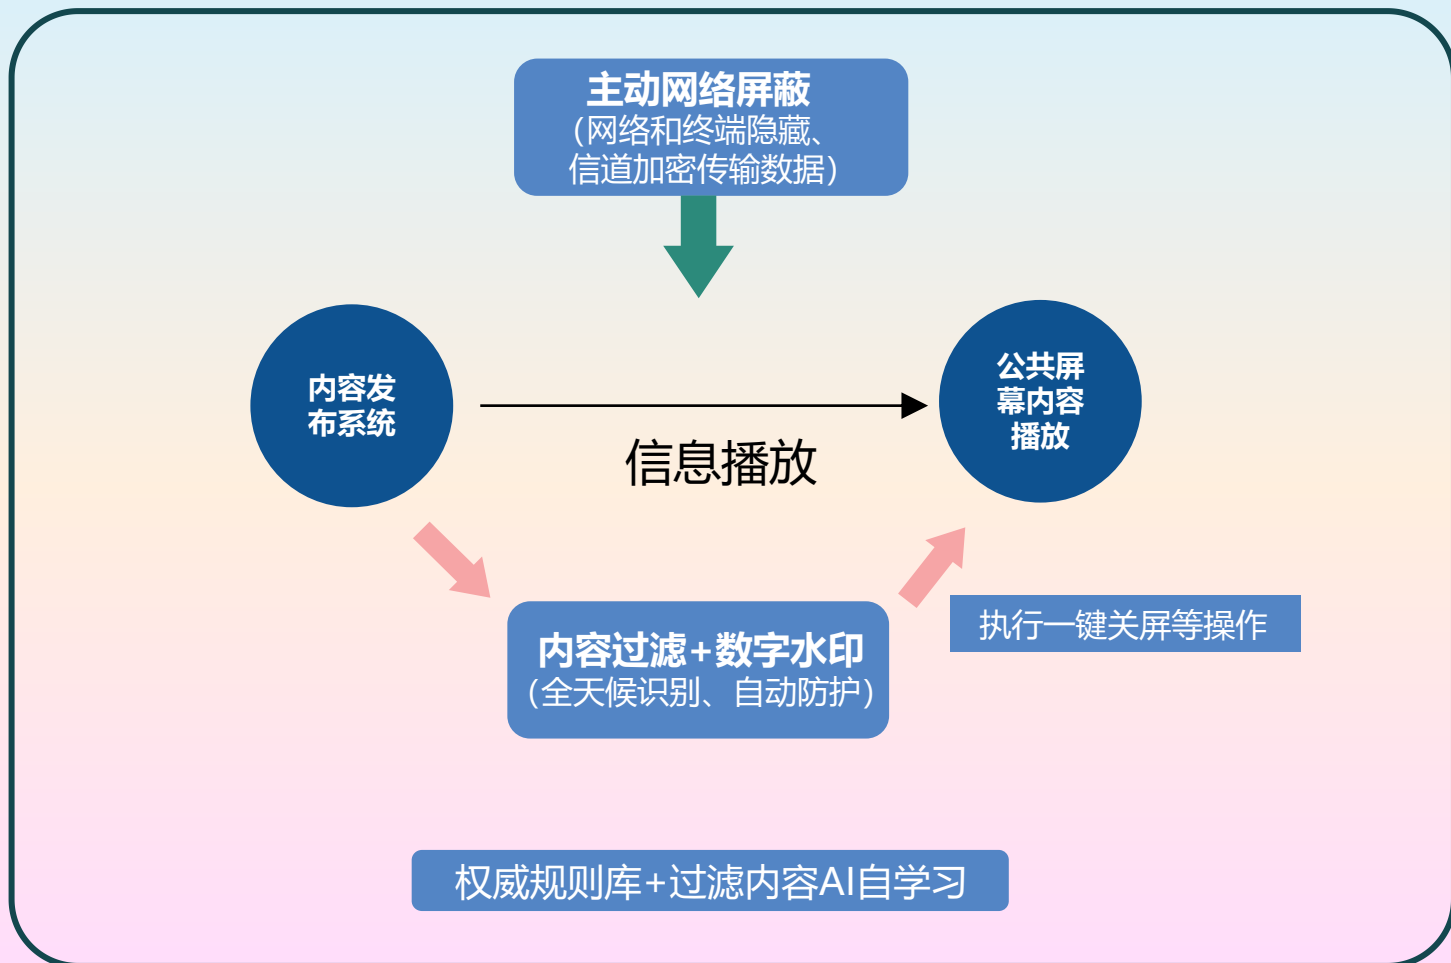 主动网络屏蔽
（网络和终端隐藏、
信道加密传输数据）
内容发
布系统
公共屏
幕内容
播放
信息播放
执行一键关屏等操作
内容过滤+数字水印
（全天候识别、自动防护）
权威规则库+过滤内容AI自学习